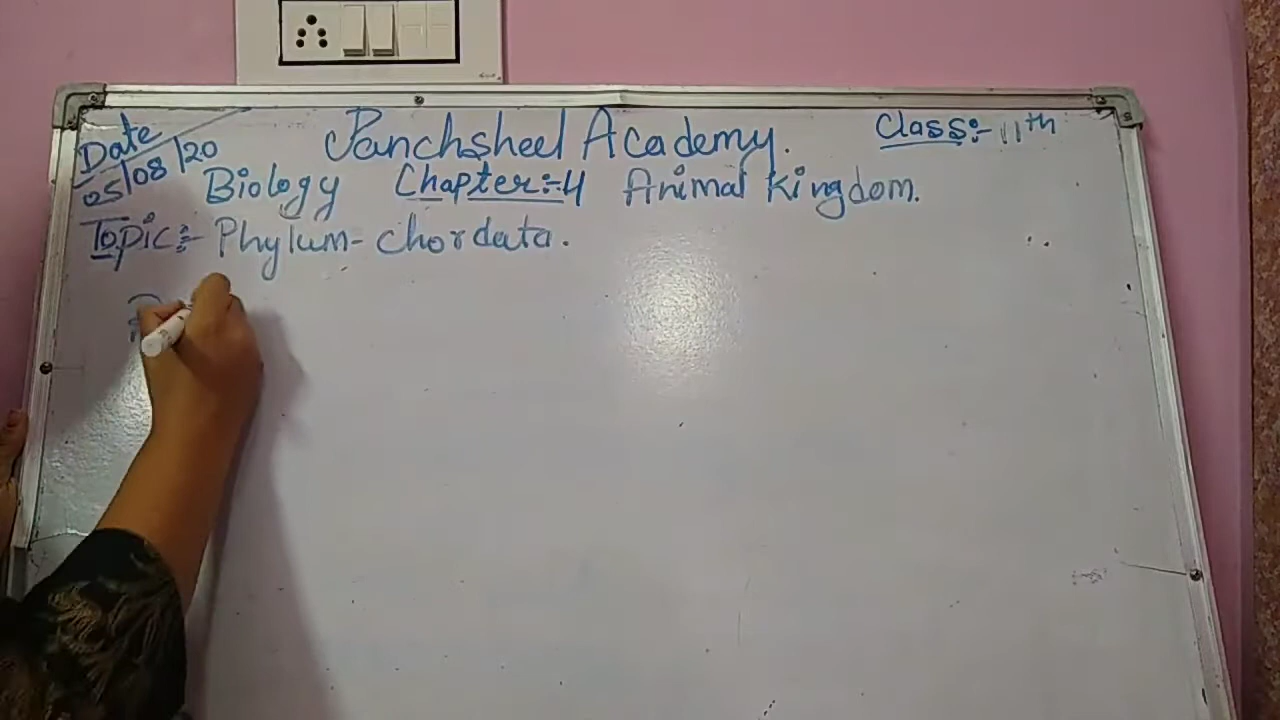 Date
05/08/20
Panchsheel Academy.
Class:- 11th
Biology Chapter:-4 Animal Kingdom.
Topic:- Phylum- chordata.